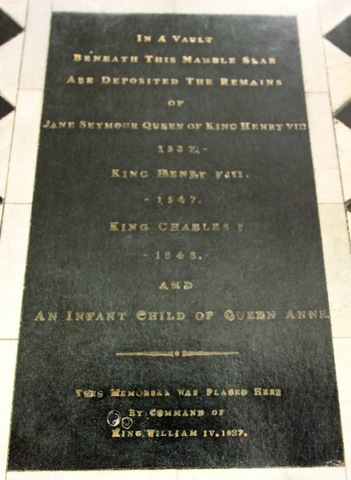 In a Vault
Beneath This Marble Slab
Are Deposited The Remains
of
Jane Seymour Queen of King Henry VIII
1537.
King Henry VIII.
- 1547. -
King Charles I
- 1648. -
AND
An Infant Child of Queen Anne.
This Memorial was Placed Here
By Command of
King William IV. 1837.